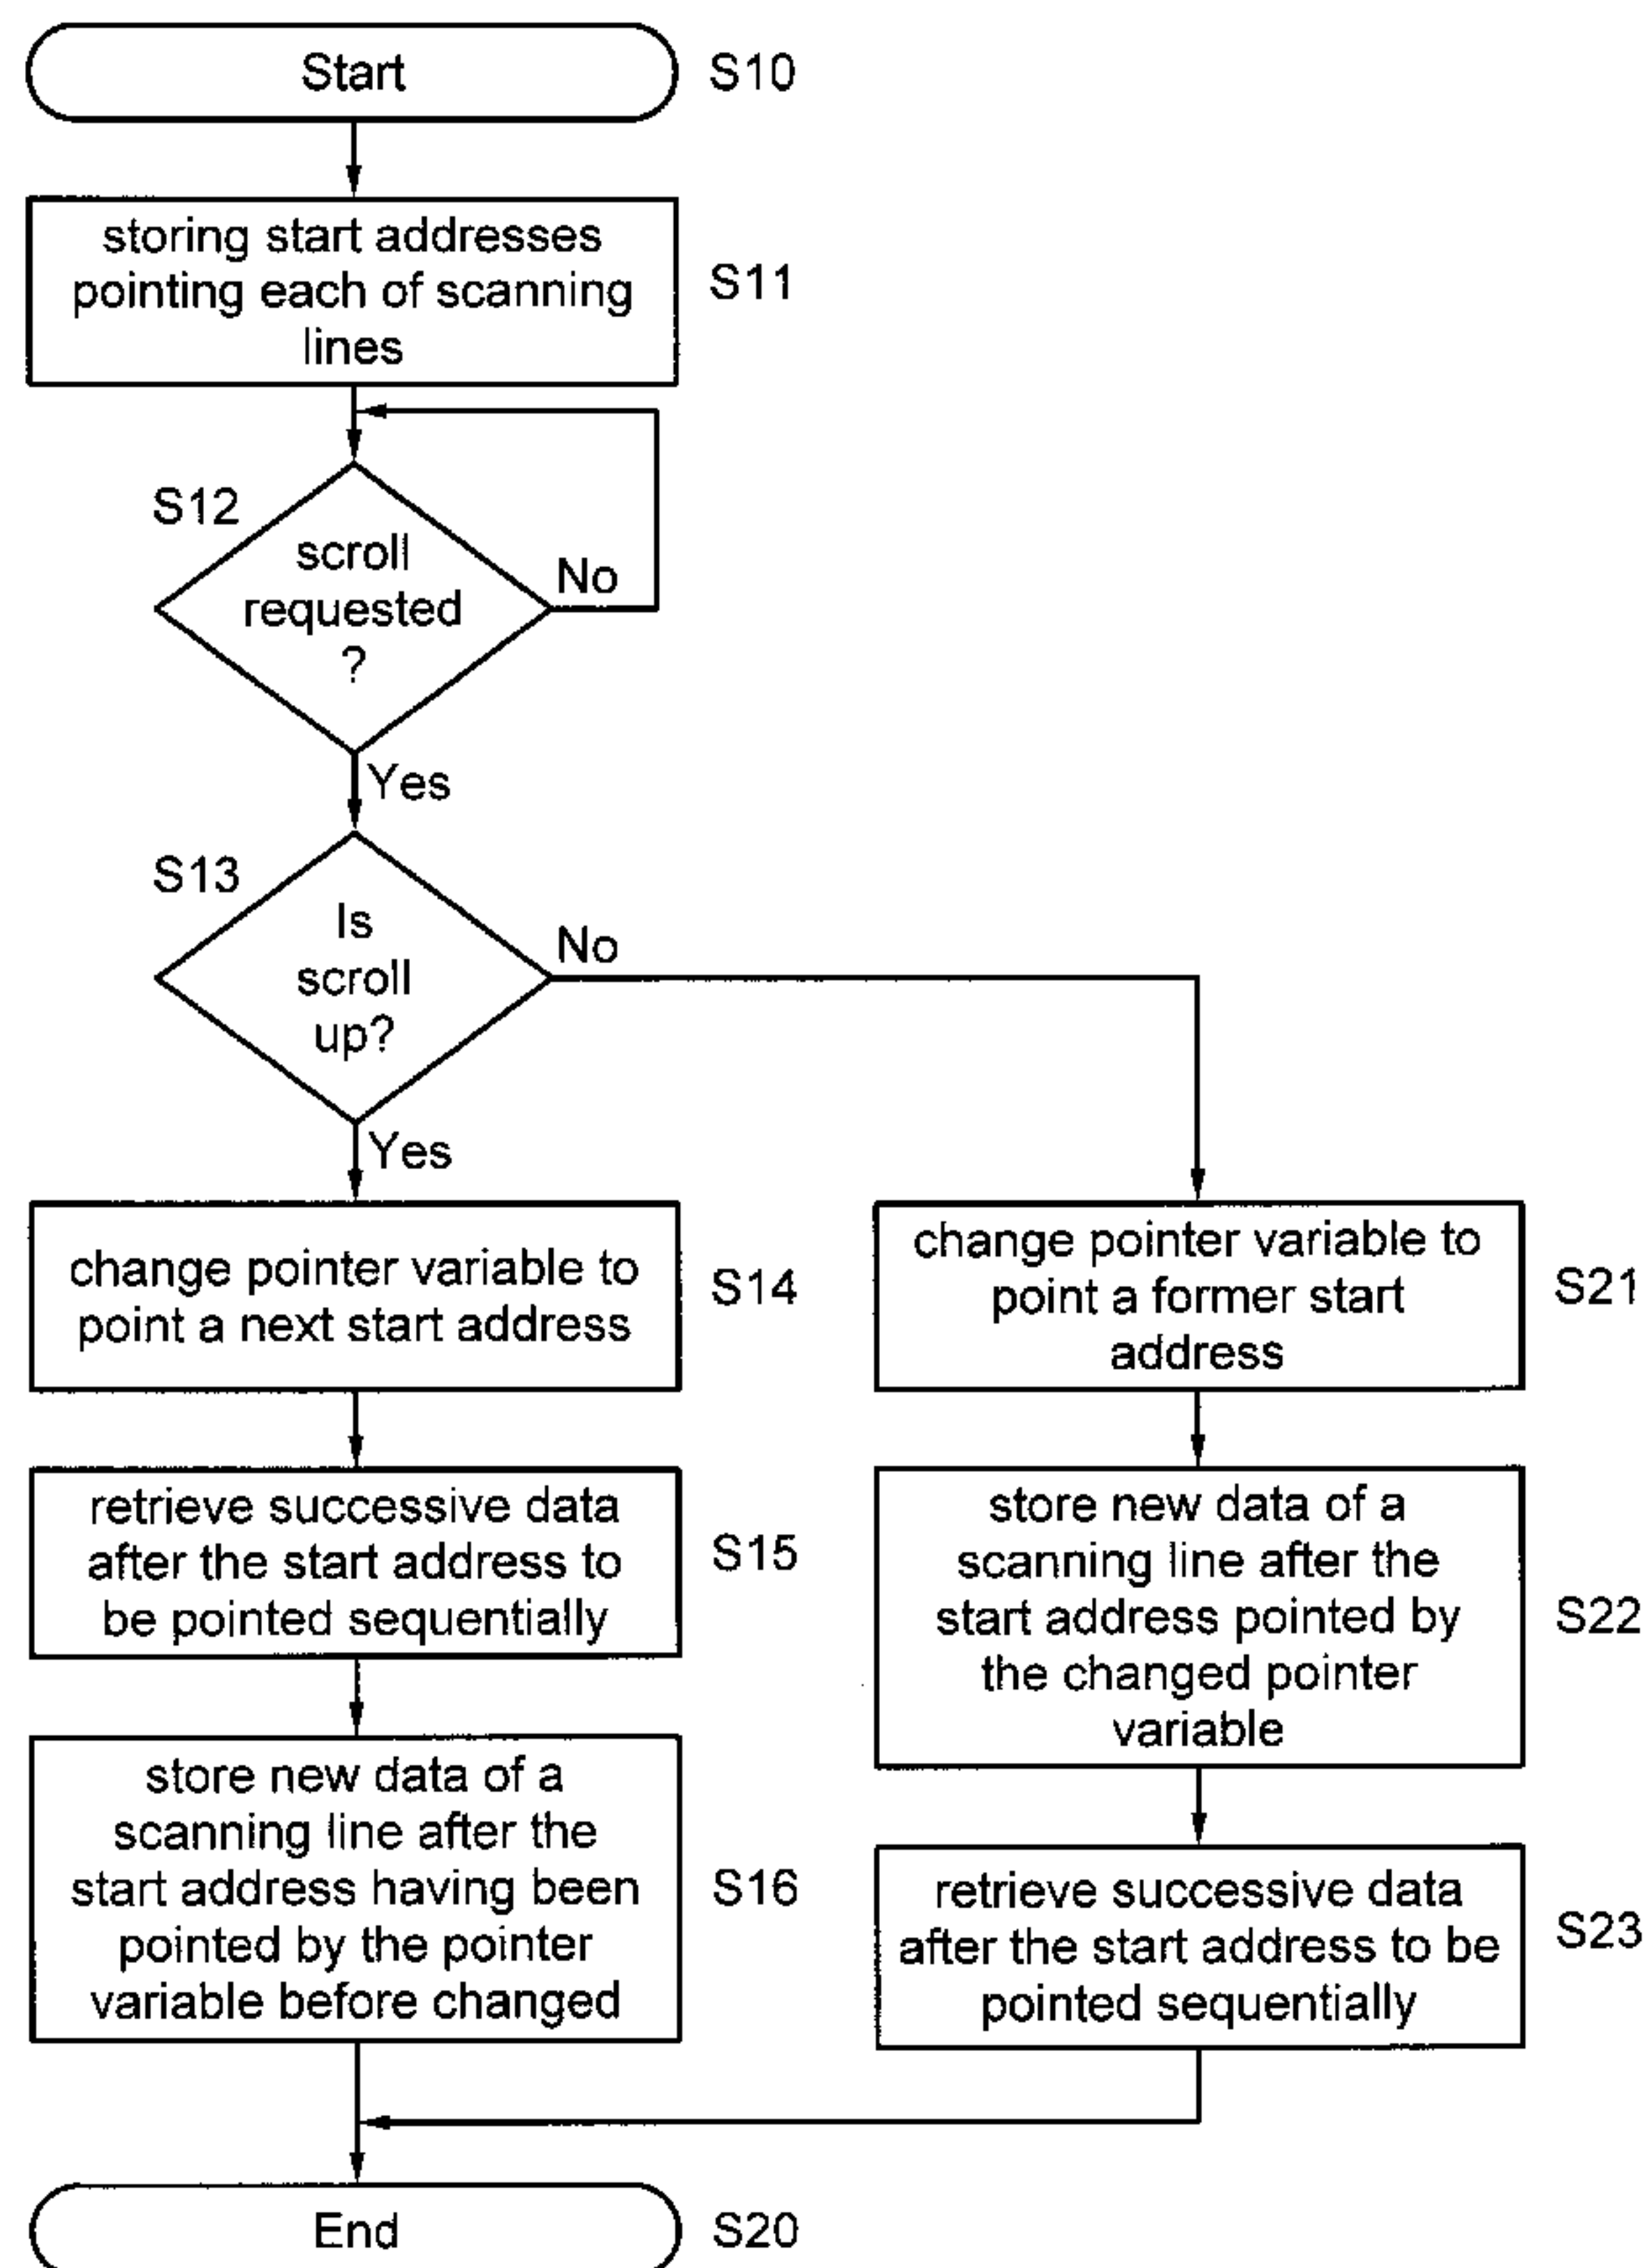 Start
S10
storing start addresses
pointing each of scanning
lines
S11
S12
scroll
requested
?
No
Yes
S13
Is
scroll
up?
No
Yes
change pointer variable to
point a next start address
S14
change pointer variable to
point a former start
address
S21
retrieve successive data
after the start address to
be pointed sequentially
S15
store new data of a
scanning line after the
start address pointed by
the changed pointer
variable
S22
store new data of a
scanning line after the
start address having been
pointed by the pointer
variable before changed
S16
retrieve successive data
after the start address to be
pointed sequentially
S23
End
S20